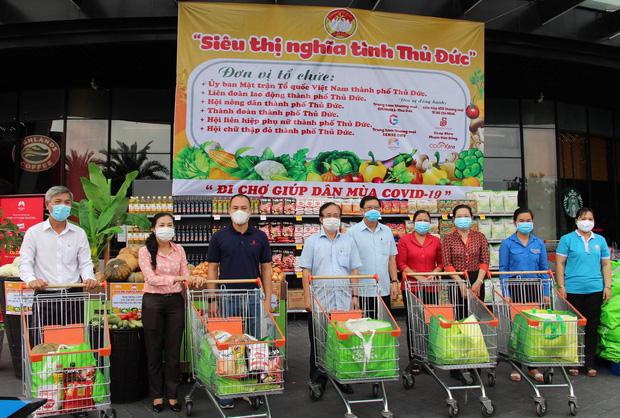 "Siêu thị nghĩa tình Thủ Đức"
Đơn vị tổ chức:
• Ủy ban Mặt trận Tổ quốc Việt Nam thành phố Thủ Đức.
• Liên đoàn lao động thành phố Thủ Đức.
• Hội nông dân thành phố Thủ Đức.
• Thành đoàn thành phố Thủ Đức.
• Hội liên hiệp phụ nữ thành phố Thủ Đức.
• Hội chữ thập đỏ thành phố Thủ Đức.
Đơn vị đồng hành:
SENSE CITY
" ĐI CHỢ GIÚP DÂN MÙA COVID-19 "
COFFEE